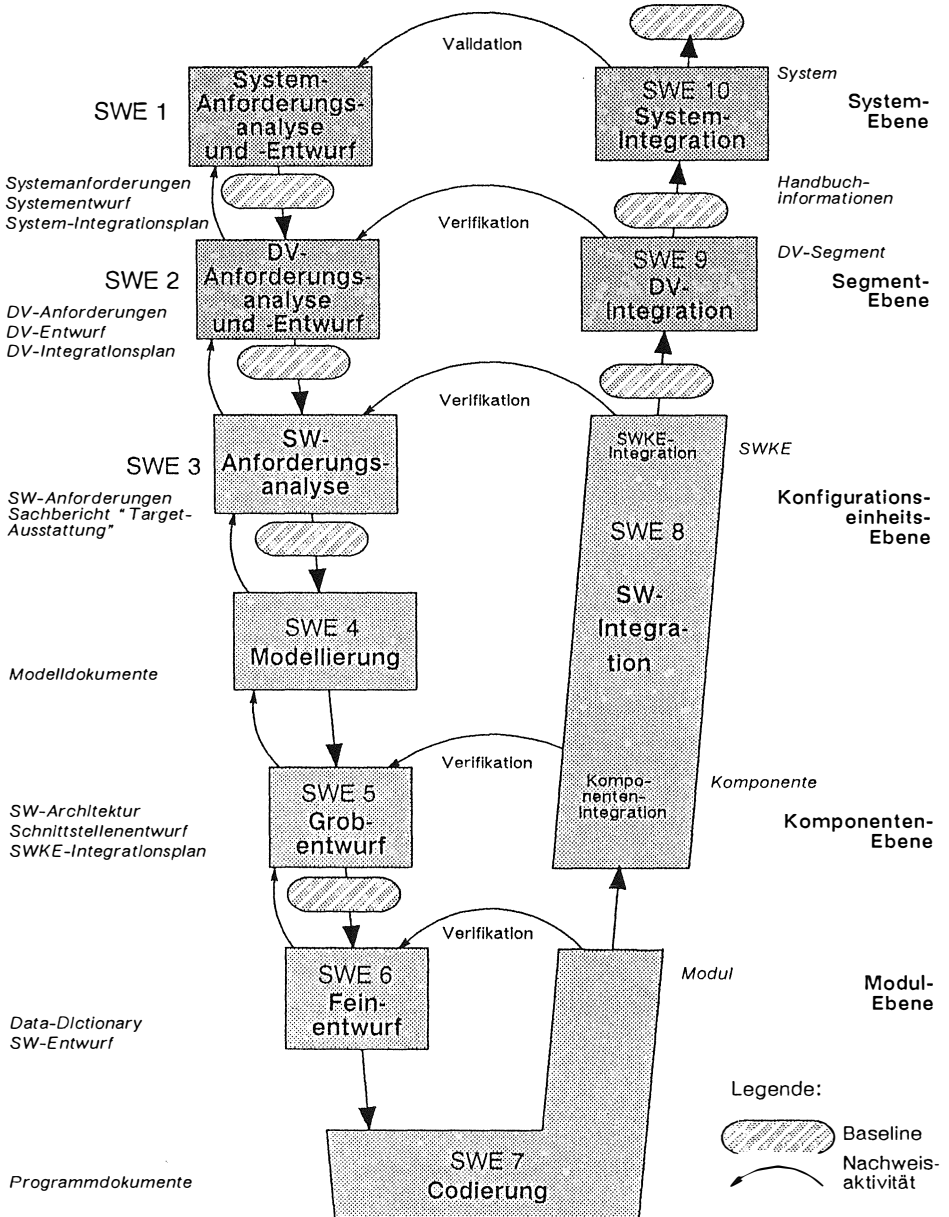 Validation
SWE 1
System-
Anforderungs-
analyse
und -Entwurf
SWE 10
System-
Integration
System
System-
Ebene
Systemanforderungen
Systementwurf
System-Integrationsplan
Handbuch-
informationen
Verifikation
SWE 2
DV-
Anforderungs-
analyse
und -Entwurf
SWE 9
DV-
Integration
DV-Segment
Segment-
Ebene
DV-Anforderungen
DV-Entwurf
DV-Integrationsplan
Verifikation
SWE 3
SW-
Anforderungs-
analyse
SWKE-
Integration
SWKE
SW-Anforderungen
Sachbericht "Target-
Ausstattung"
SWE 8
SW-
Integra-
tion
Konfigurations-
einheits-
Ebene
SWE 4
Modellierung
Modelldokumente
Verifikation
SWE 5
Grob-
entwurf
Kompo-
nenten-
Integration
Komponente
Komponenten-
Ebene
SW-Architektur
Schnittstellenentwurf
SWKE-Integrationsplan
Verifikation
SWE 6
Fein-
entwurf
Modul
Modul-
Ebene
Data-Dictionary
SW-Entwurf
SWE 7
Codierung
Programmdokumente
Legende:
Baseline
Nachweis-
aktivität